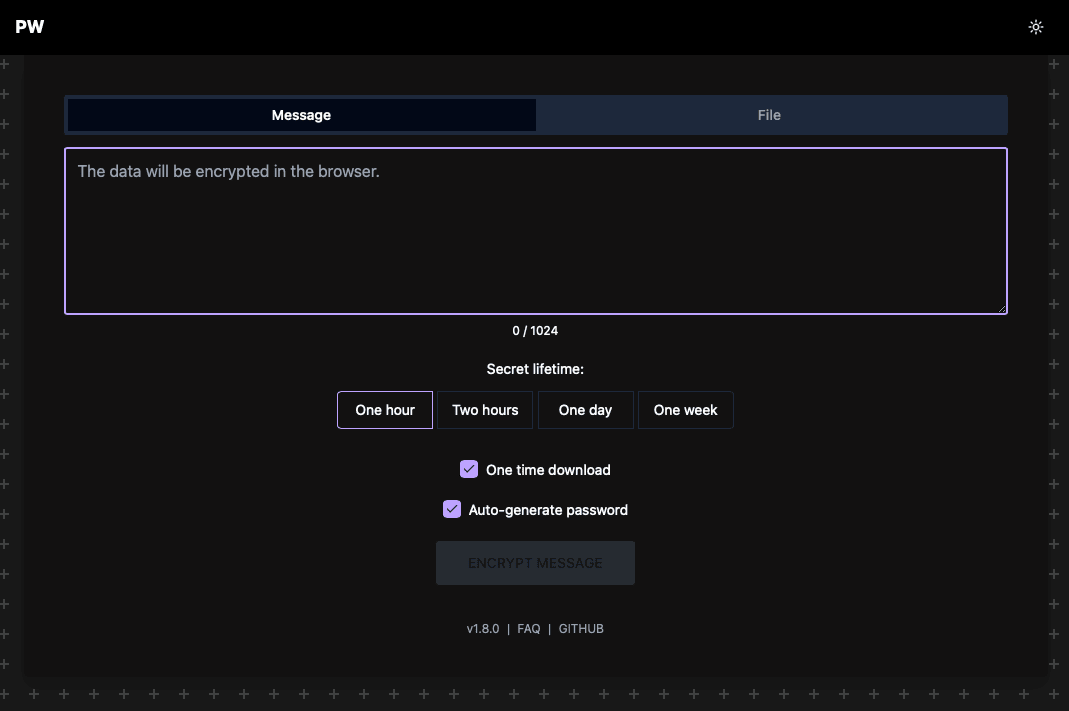 PW
Message File
The data will be encrypted in the browser.
0 / 1024
Secret lifetime:
One hour Two hours One day One week
One time download
Auto-generate password
ENCRYPT MESSAGE
v1.8.0 | FAQ | GITHUB